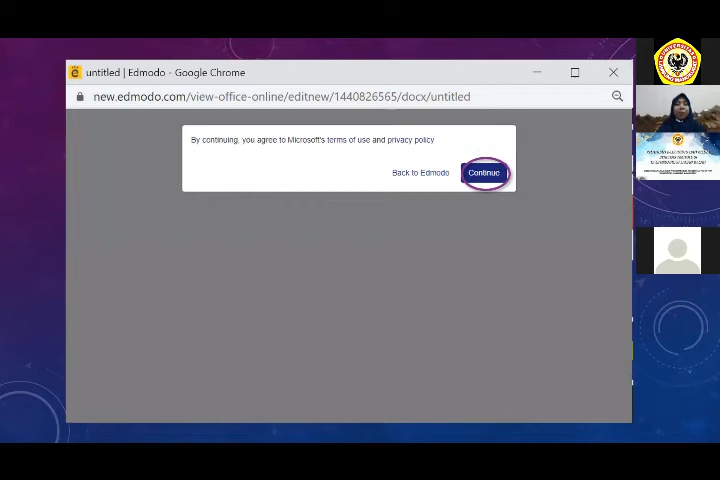 untitled | Edmodo - Google Chrome
new.edmodo.com/view-office-online/editnew/1440826565/docx/untitled
By continuing, you agree to Microsoft's terms of use and privacy policy
Back to Edmodo
Continue